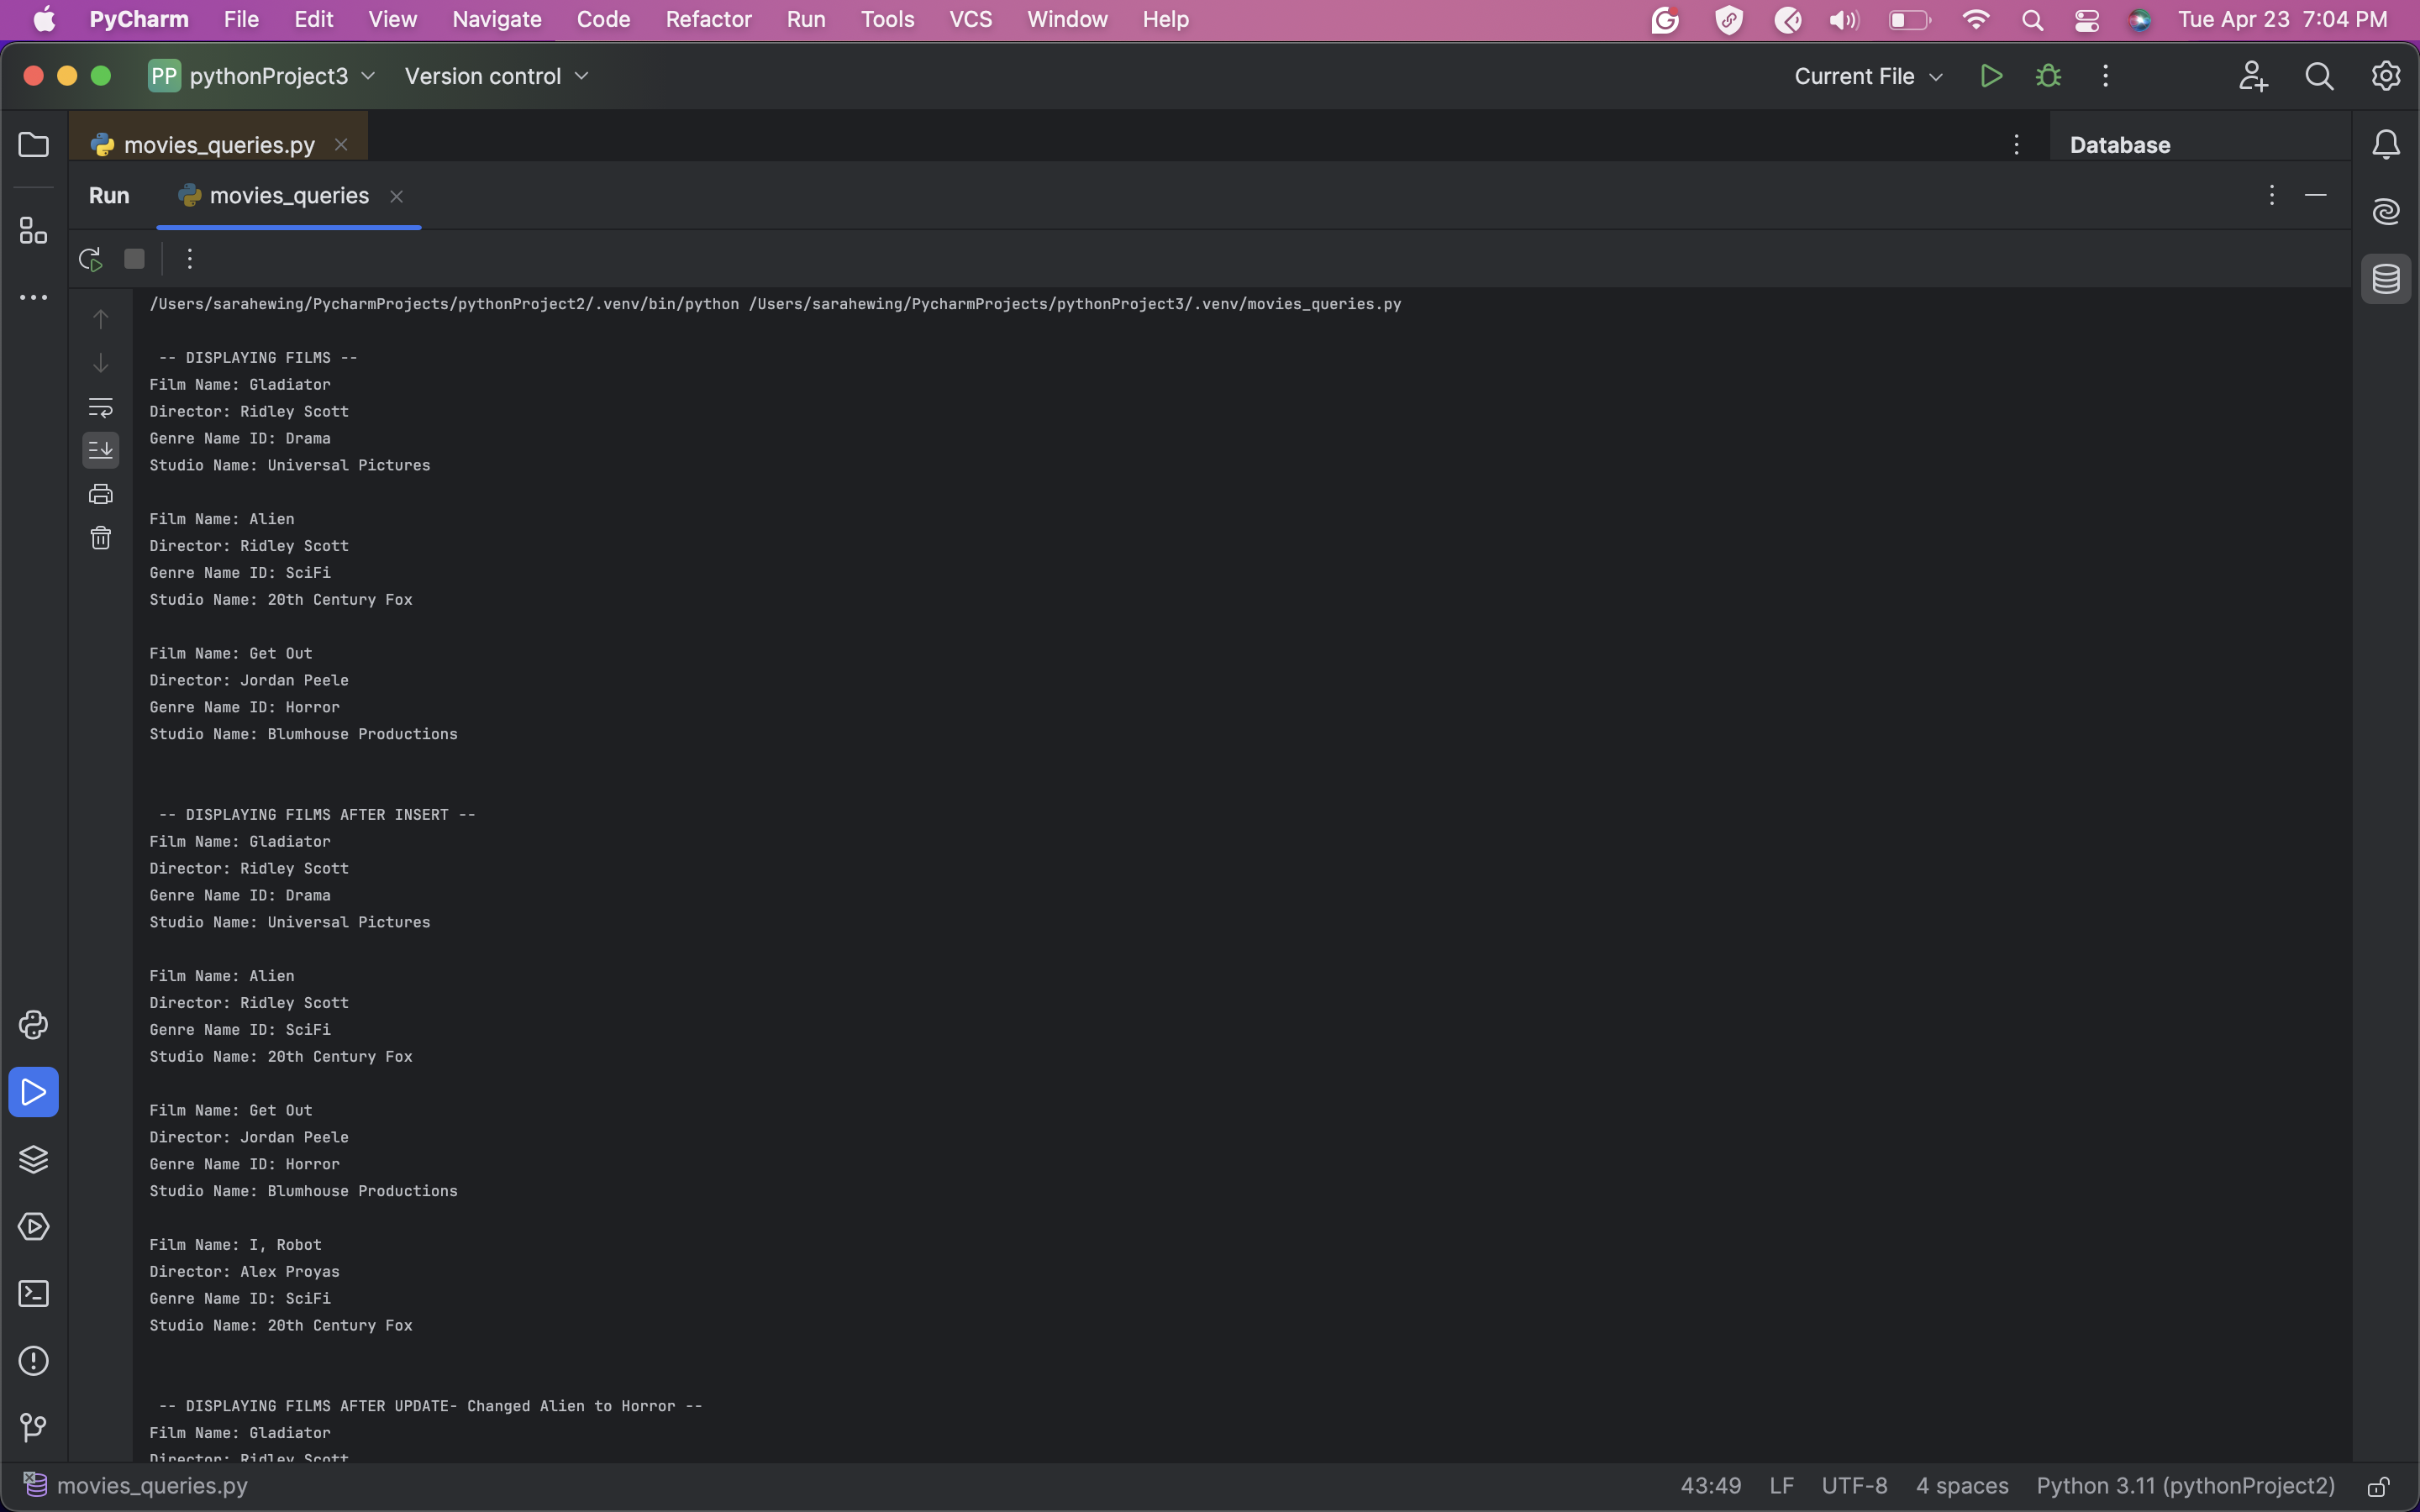 PyCharm File Edit View Navigate Code Refactor Run Tools VCS Window Help Tue Apr 23 7:04 PM
PP pythonProject3 Version control Current File
movies_queries.py Database
Run movies_queries
/Users/sarahewing/PycharmProjects/pythonProject2/.venv/bin/python /Users/sarahewing/PycharmProjects/pythonProject3/.venv/movies_queries.py
-- DISPLAYING FILMS --
Film Name: Gladiator
Director: Ridley Scott
Genre Name ID: Drama
Studio Name: Universal Pictures
Film Name: Alien
Director: Ridley Scott
Genre Name ID: SciFi
Studio Name: 20th Century Fox
Film Name: Get Out
Director: Jordan Peele
Genre Name ID: Horror
Studio Name: Blumhouse Productions
-- DISPLAYING FILMS AFTER INSERT --
Film Name: Gladiator
Director: Ridley Scott
Genre Name ID: Drama
Studio Name: Universal Pictures
Film Name: Alien
Director: Ridley Scott
Genre Name ID: SciFi
Studio Name: 20th Century Fox
Film Name: Get Out
Director: Jordan Peele
Genre Name ID: Horror
Studio Name: Blumhouse Productions
Film Name: I, Robot
Director: Alex Proyas
Genre Name ID: SciFi
Studio Name: 20th Century Fox
-- DISPLAYING FILMS AFTER UPDATE- Changed Alien to Horror --
Film Name: Gladiator
Director: Ridley Scott
movies_queries.py 43:49 LF UTF-8 4 spaces Python 3.11 (pythonProject2)